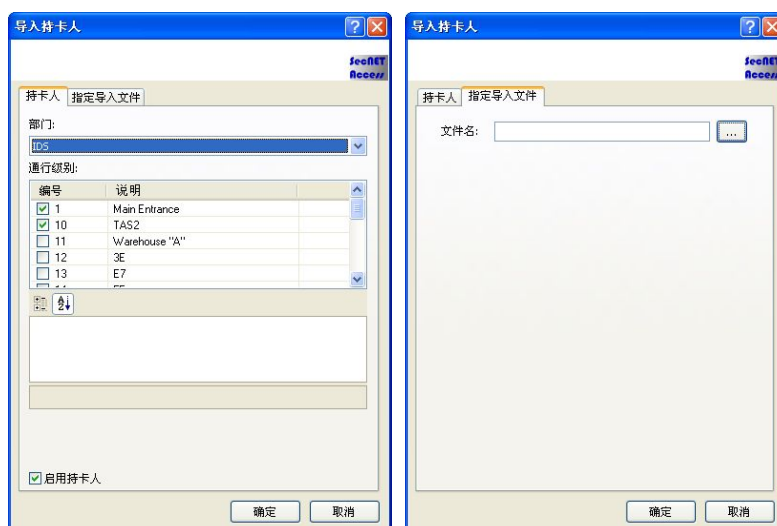 导入持卡人
SecNET
Access
持卡人 指定导入文件
部门:
IDS
通行级别:
编号 说明
1 Main Entrance
10 TAS2
11 Warehouse "A"
12 3E
13 E7
启用持卡人
确定 取消
导入持卡人
SecNET
Access
持卡人 指定导入文件
文件名: ...
确定 取消